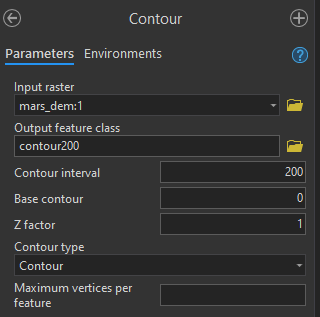 Contour
Parameters Environments
?
Input raster
mars_dem:1
Output feature class
contour200
Contour interval 200
Base contour 0
Z factor 1
Contour type
Contour
Maximum vertices per
feature